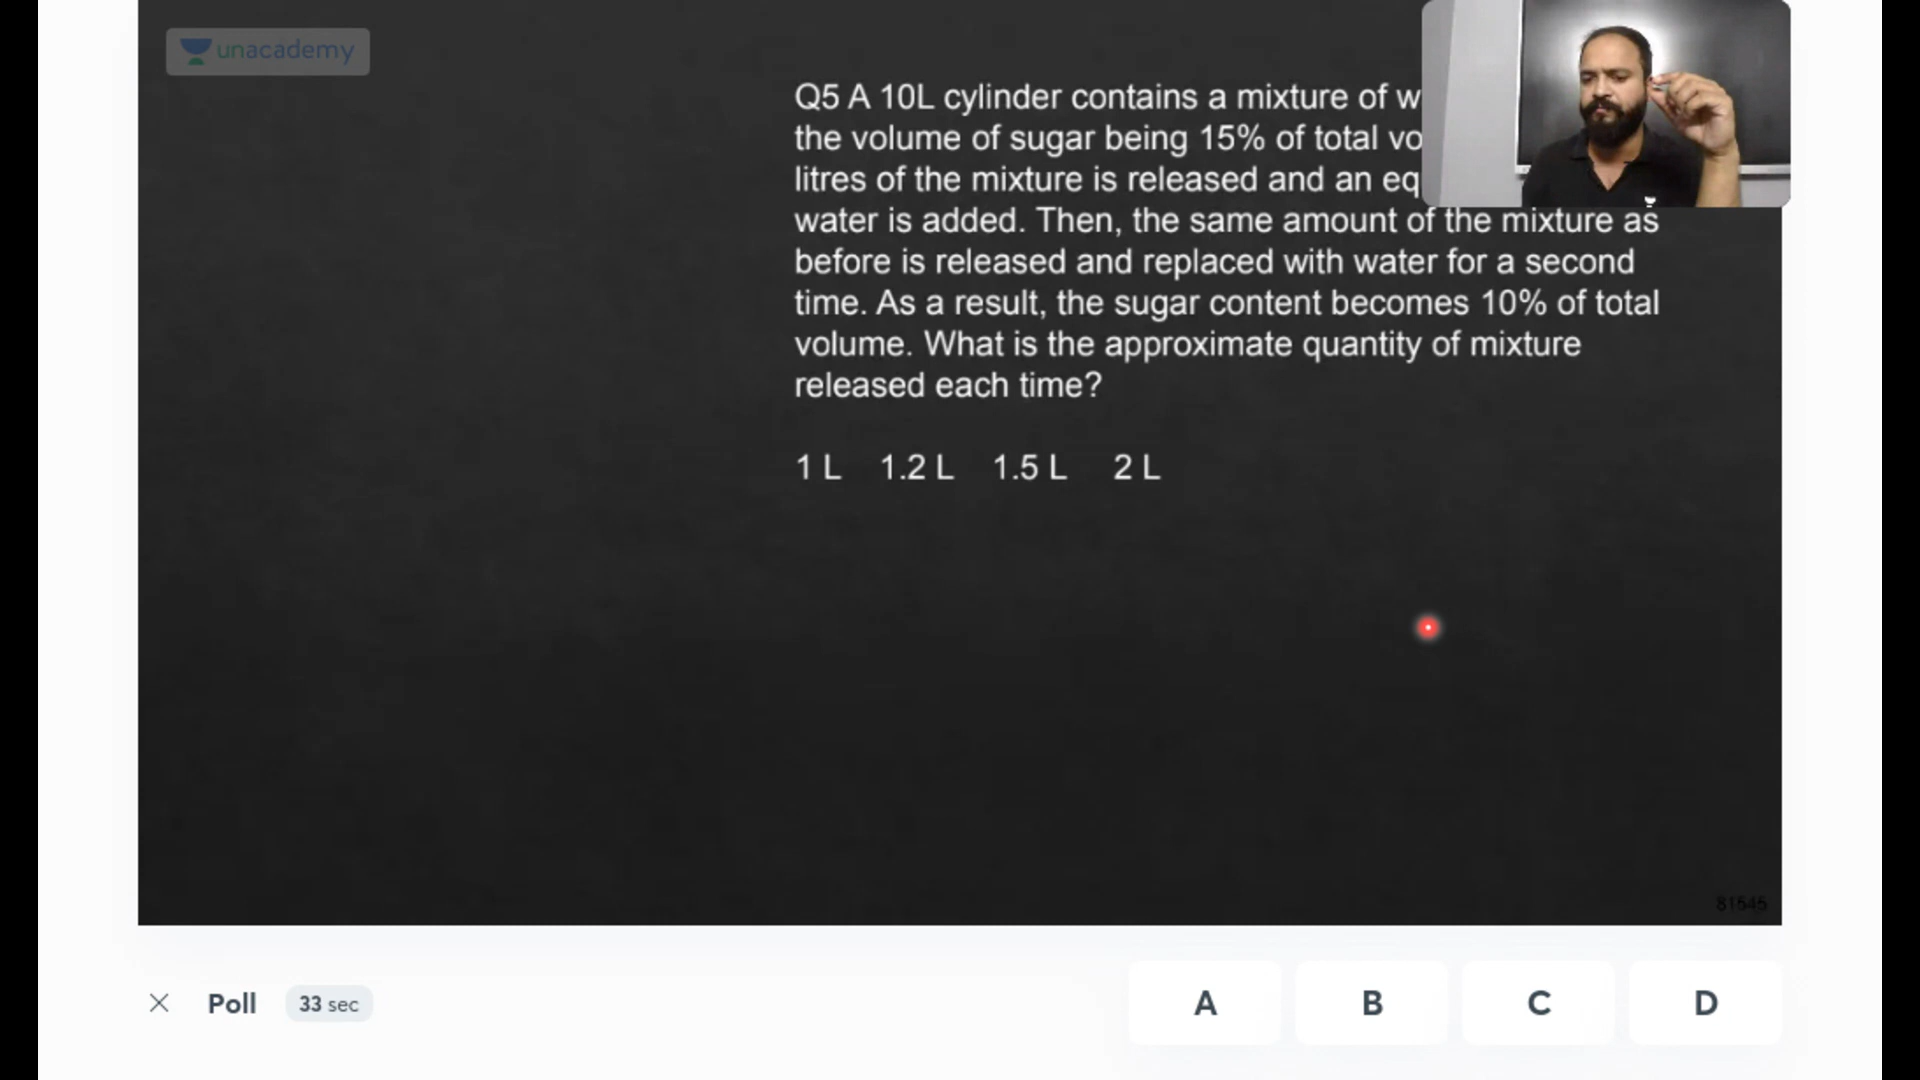 unacademy
Q5 A 10L cylinder contains a mixture of
the volume of sugar being 15% of total
litres of the mixture is released and an
water is added. Then, the same amount of the mixture as
before is released and replaced with water for a second
time. As a result, the sugar content becomes 10% of total
volume. What is the approximate quantity of mixture
released each time?
1 L 1.2 L 1.5 L 2 L
81545
Poll 33 sec A B C D